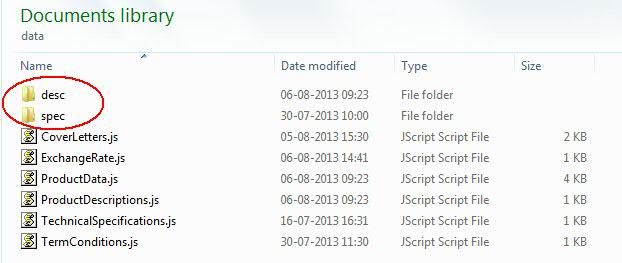 Documents library
data
Name Date modified Type Size
desc 06-08-2013 09:23 File folder
spec 30-07-2013 10:00 File folder
CoverLetters.js 05-08-2013 15:30 JScript Script File 2 KB
ExchangeRate.js 06-08-2013 14:41 JScript Script File 1 KB
ProductData.js 06-08-2013 09:23 JScript Script File 4 KB
ProductDescriptions.js 06-08-2013 09:23 JScript Script File 1 KB
TechnicalSpecifications.js 16-07-2013 16:31 JScript Script File 1 KB
TermConditions.js 30-07-2013 11:30 JScript Script File 1 KB